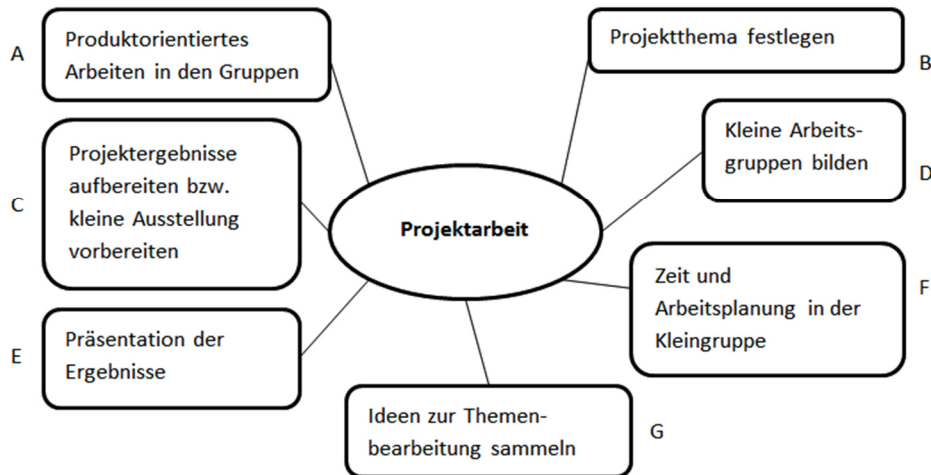 A
Produktorientiertes
Arbeiten in den Gruppen
Projektthema festlegen
B
C
Projektergebnisse
aufbereiten bzw.
kleine Ausstellung
vorbereiten
Kleine Arbeits-
gruppen bilden
D
Projektarbeit
E
Präsentation der
Ergebnisse
Zeit und
Arbeitsplanung in der
Kleingruppe
F
Ideen zur Themen-
bearbeitung sammeln
G